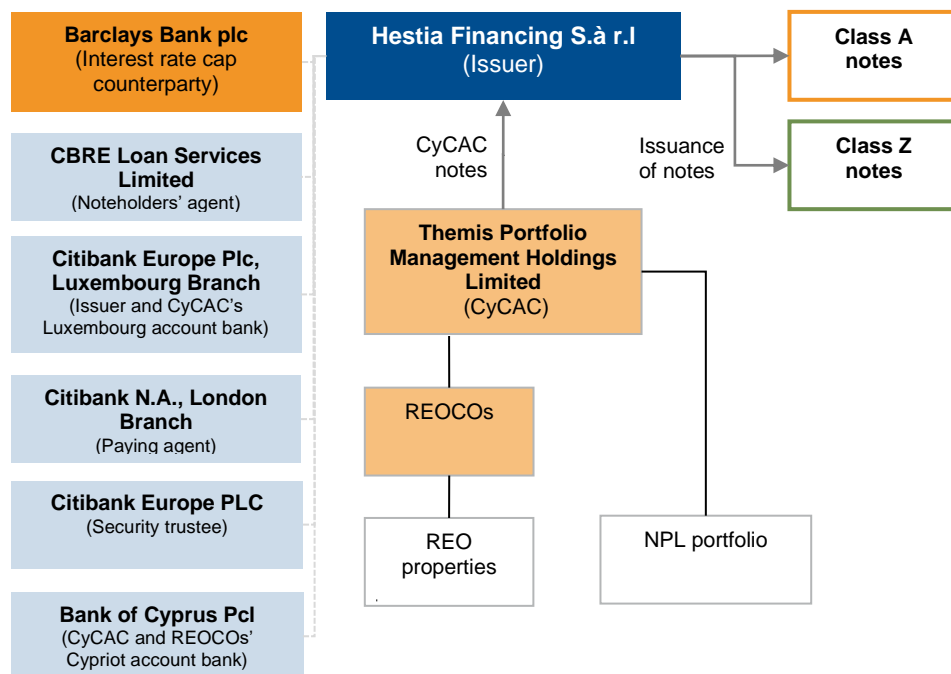 Barclays Bank plc
(Interest rate cap
counterparty)
Hestia Financing S.à r.l
(Issuer)
Class A
notes
CBRE Loan Services
Limited
(Noteholders' agent)
CyCAC
notes
Issuance
of notes
Class Z
notes
Citibank Europe Plc,
Luxembourg Branch
(Issuer and CyCAC's
Luxembourg account bank)
Themis Portfolio
Management Holdings
Limited
(CyCAC)
Citibank N.A., London
Branch
(Paying agent)
REOCOs
Citibank Europe PLC
(Security trustee)
REO
properties
.
NPL portfolio
Bank of Cyprus Pcl
(CyCAC and REOCOs'
Cypriot account bank)